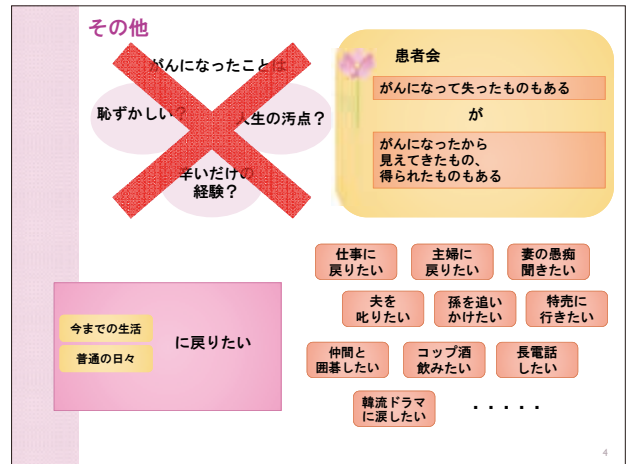 その他
がんになったことは
恥ずかしい?
人生の汚点?
辛いだけの
経験?
患者会
がんになって失ったものもある
が
がんになったから
見えてきたもの、
得られたものもある
今までの生活
普通の日々
に戻りたい
仕事に
戻りたい
主婦に
戻りたい
妻の愚痴
聞きたい
夫を
叱りたい
孫を追い
かけたい
特売に
行きたい
仲間と
囲碁したい
コップ酒
飲みたい
長電話
したい
韓流ドラマ
に涙したい
・・・・・
4